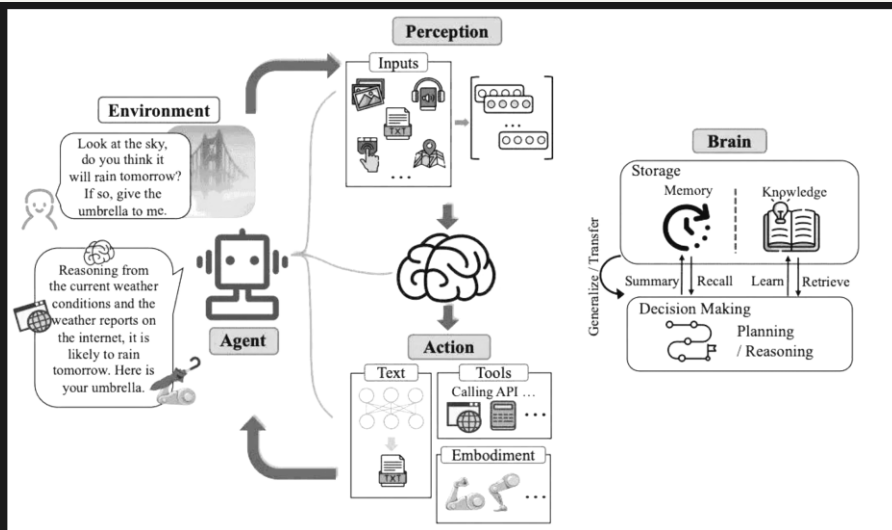 Perception
Inputs
TXT
...
...
Environment
Look at the sky,
do you think it
will rain tomorrow?
If so, give the
umbrella to me.
Reasoning from
the current weather
conditions and the
weather reports on
the internet, it is
likely to rain
tomorrow. Here is
your umbrella.
Agent
Action
Text
TXT
Tools
Calling API ...
...
Embodiment
...
Brain
Storage
Memory
Knowledge
Generalize / Transfer
Summary
Recall
Learn
Retrieve
Decision Making
Planning
/ Reasoning